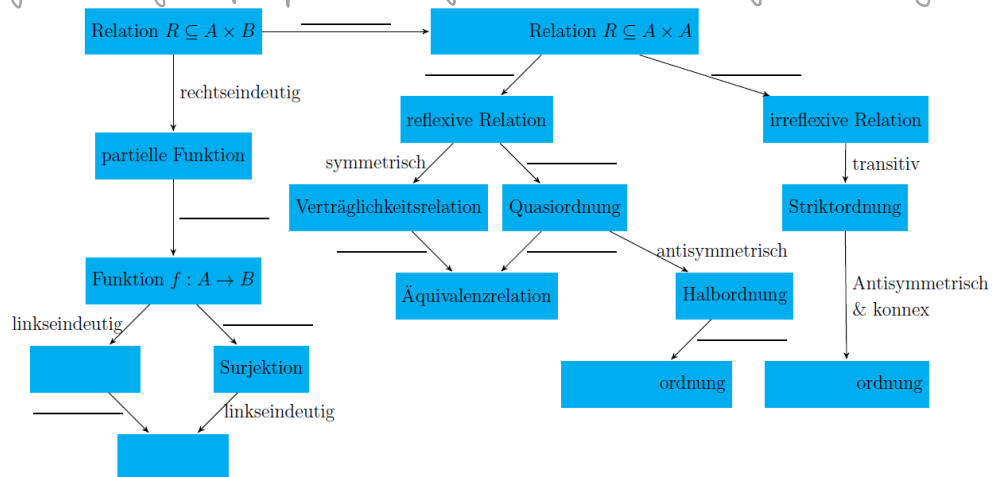 Relation R ⊆ A × B
Relation R ⊆ A × A
rechtseindeutig
reflexive Relation
irreflexive Relation
partielle Funktion
symmetrisch
transitiv
Verträglichkeitsrelation
Quasiordnung
Striktordnung
antisymmetrisch
Funktion f : A → B
Äquivalenzrelation
Halbordnung
Antisymmetrisch
& konnex
linkseindeutig
Surjektion
ordnung
ordnung
linkseindeutig